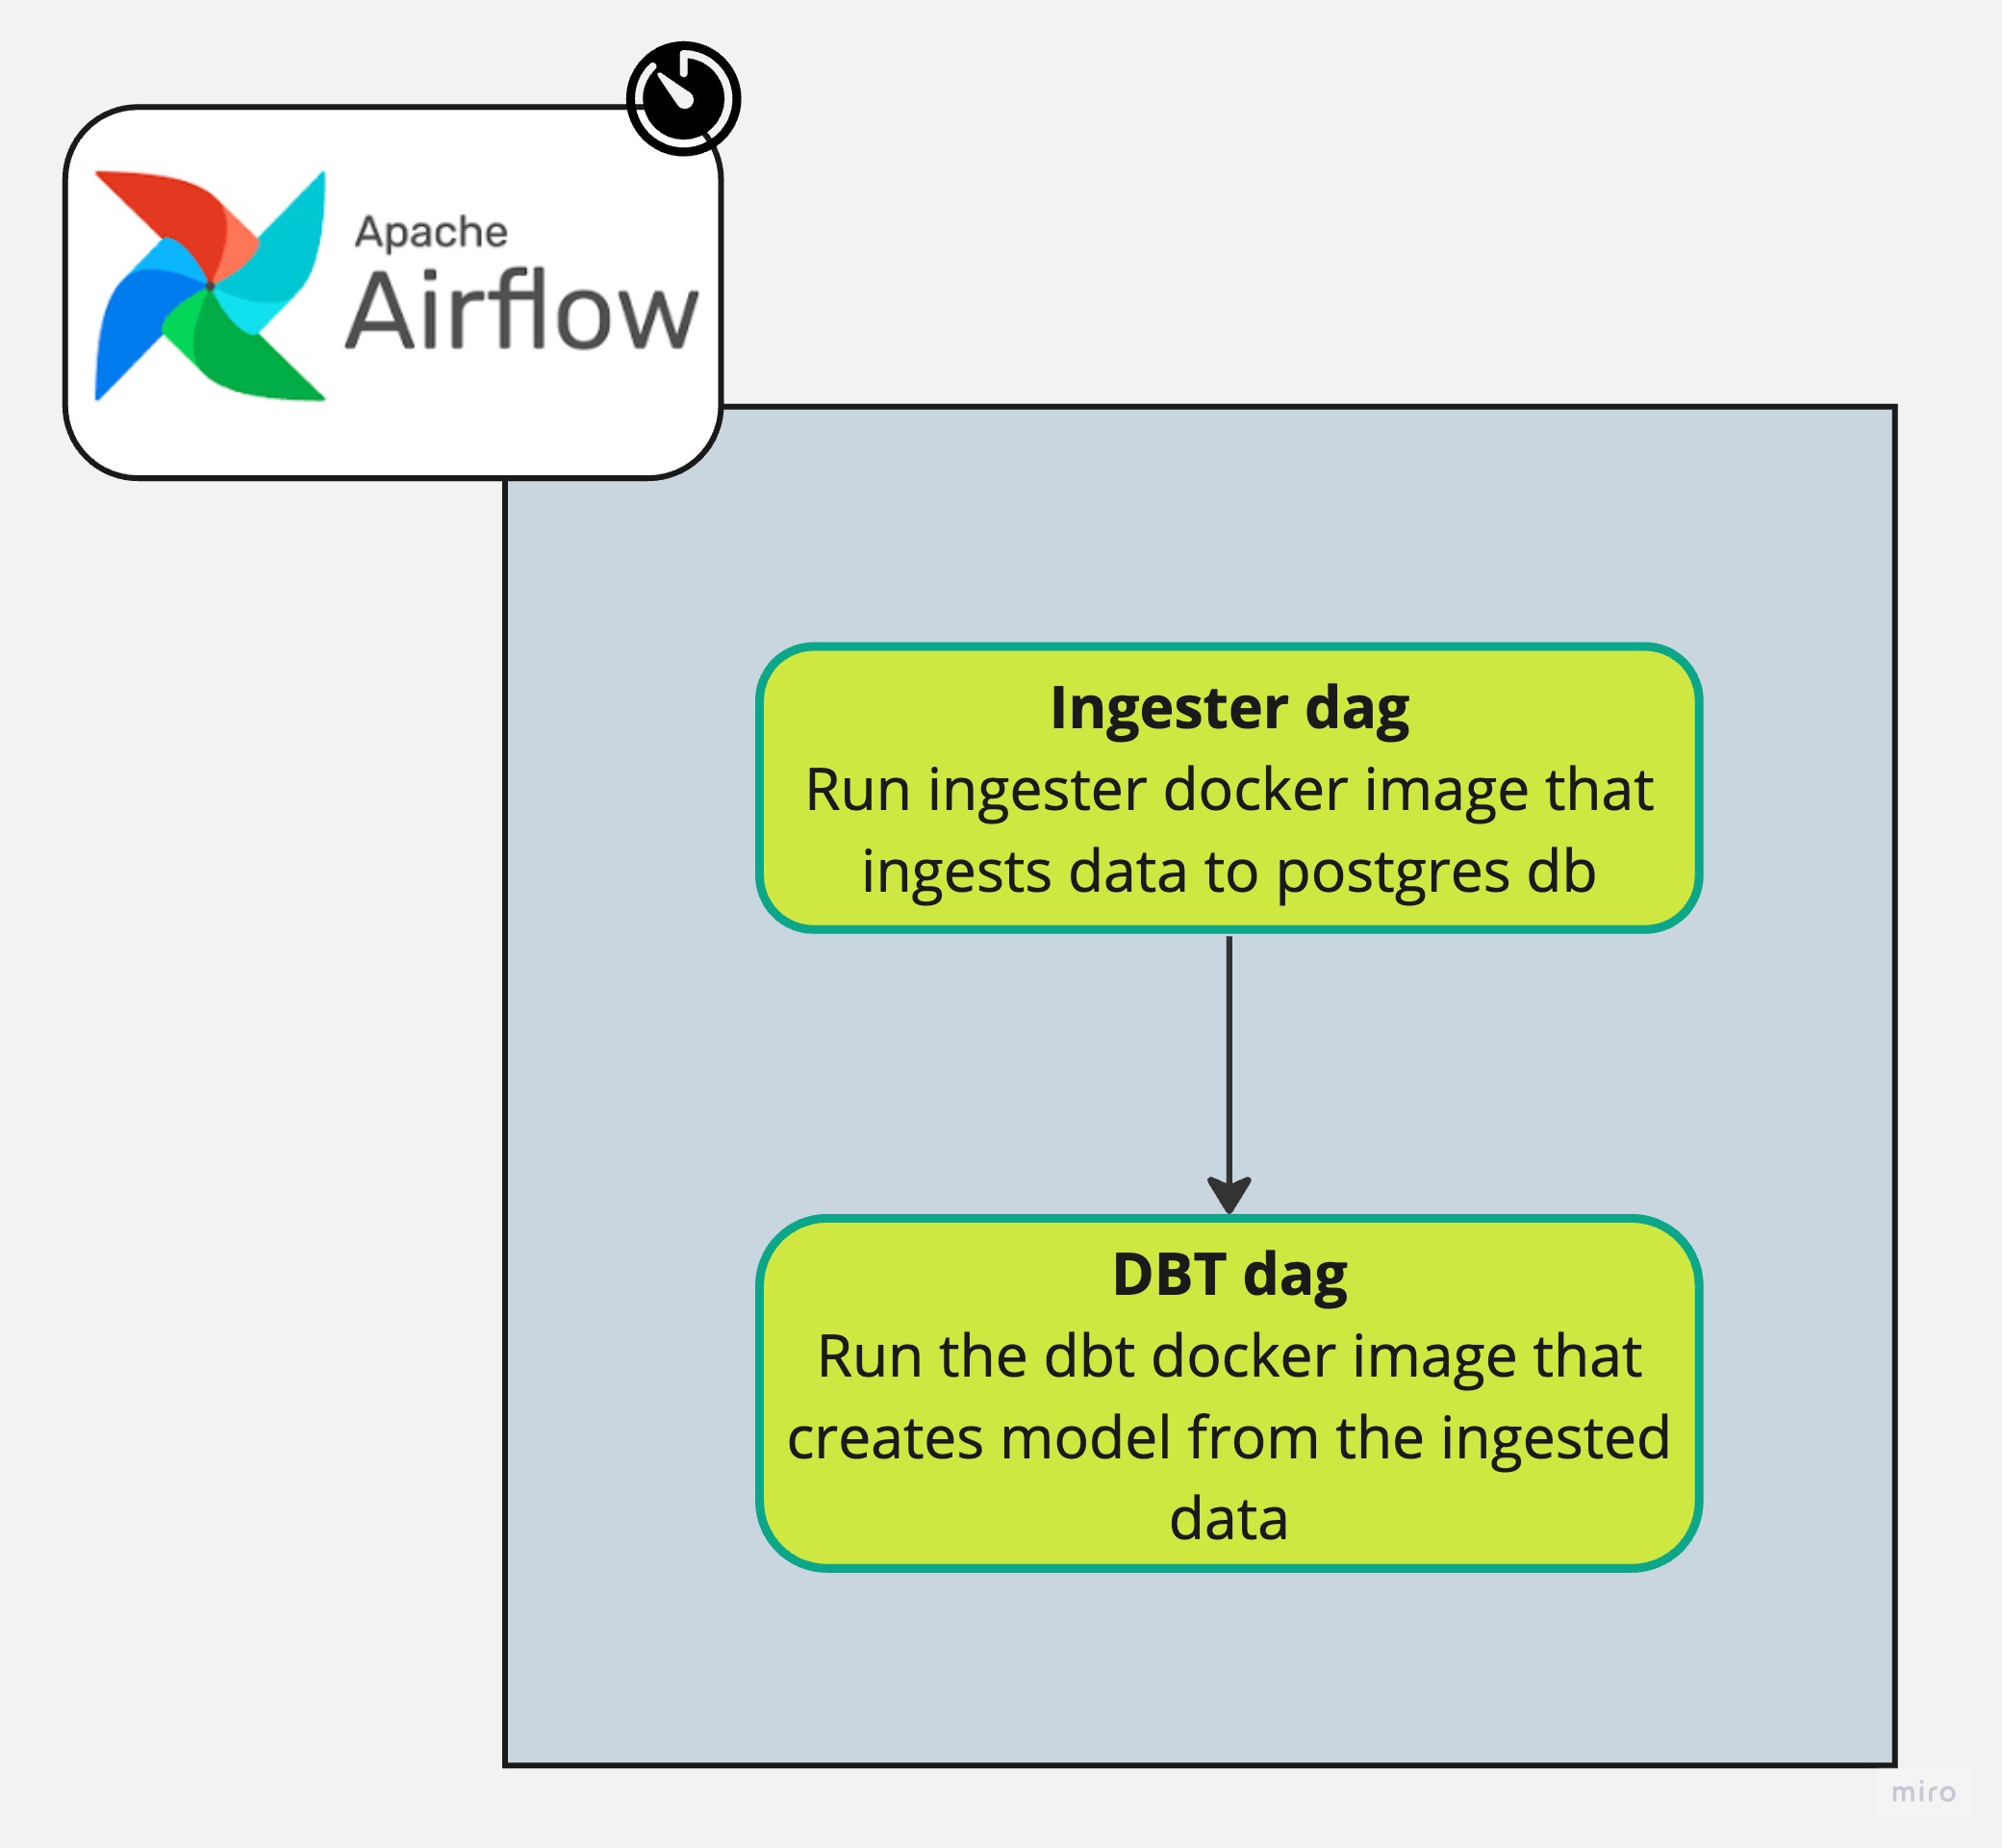 Apache
Airflow
Ingester dag
Run ingester docker image that
ingests data to postgres db
DBT dag
Run the dbt docker image that
creates model from the ingested
data
miro